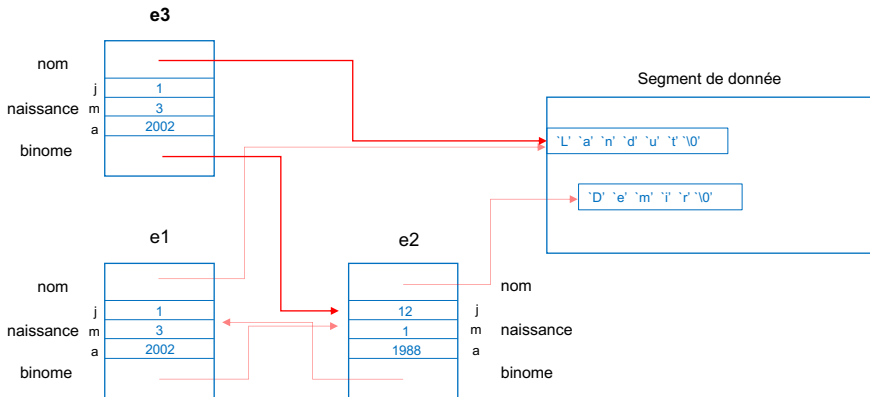 e3
nom
j 1
naissance m 3
a 2002
binome
Segment de donnée
`L’ `a’ `n’ `d’ `u’ `t’ `\0’
`D’ `e’ `m’ `i’ `r’ `\0’
e1
nom
j 1
naissance m 3
a 2002
binome
e2
nom
12 j
1 m naissance
1988 a
binome